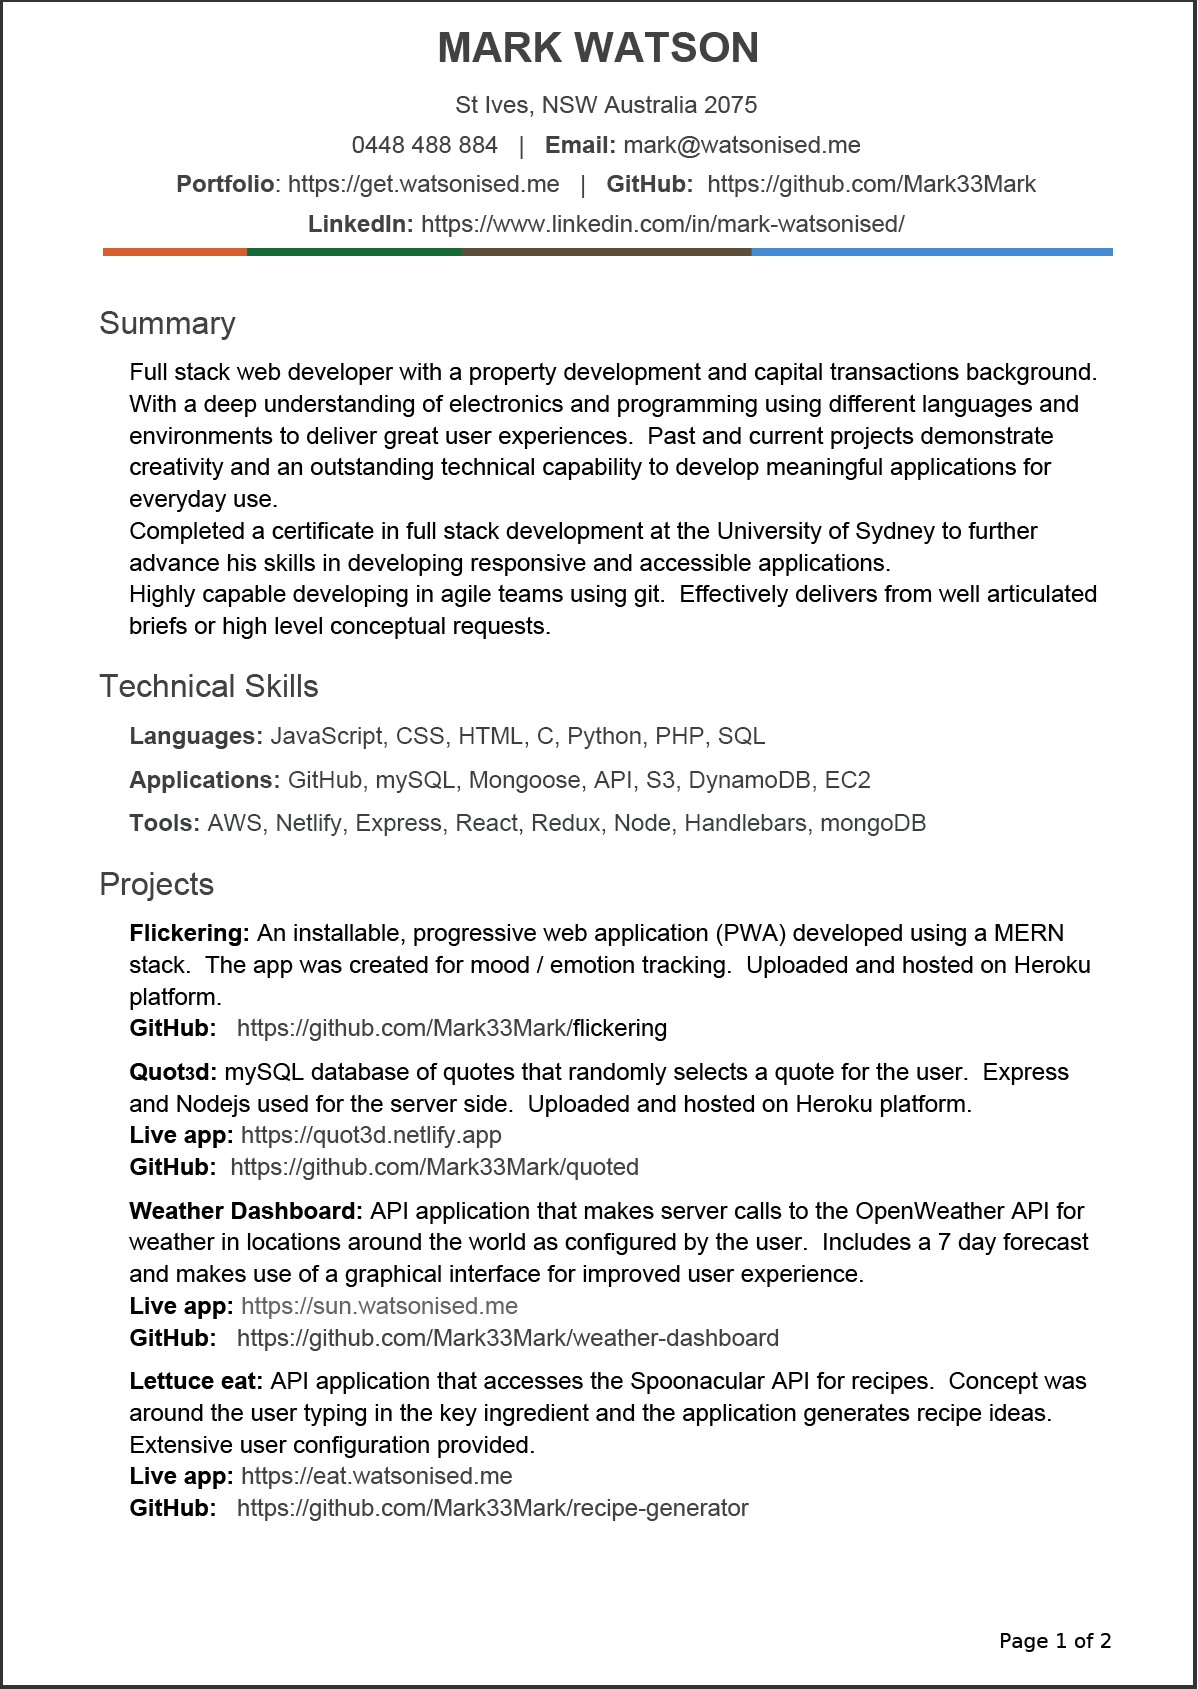 MARK WATSON
St Ives, NSW Australia 2075
0448 488 884 | Email: mark@watsonised.me
Portfolio: https://get.watsonised.me | GitHub: https://github.com/Mark33Mark
LinkedIn: https://www.linkedin.com/in/mark-watsonised/
Summary
Full stack web developer with a property development and capital transactions background.
With a deep understanding of electronics and programming using different languages and
environments to deliver great user experiences. Past and current projects demonstrate
creativity and an outstanding technical capability to develop meaningful applications for
everyday use.
Completed a certificate in full stack development at the University of Sydney to further
advance his skills in developing responsive and accessible applications.
Highly capable developing in agile teams using git. Effectively delivers from well articulated
briefs or high level conceptual requests.
Technical Skills
Languages: JavaScript, CSS, HTML, C, Python, PHP, SQL
Applications: GitHub, mySQL, Mongoose, API, S3, DynamoDB, EC2
Tools: AWS, Netlify, Express, React, Redux, Node, Handlebars, mongoDB
Projects
Flickering: An installable, progressive web application (PWA) developed using a MERN
stack. The app was created for mood / emotion tracking. Uploaded and hosted on Heroku
platform.
GitHub: https://github.com/Mark33Mark/flickering
Quot3d: mySQL database of quotes that randomly selects a quote for the user. Express
and Nodejs used for the server side. Uploaded and hosted on Heroku platform.
Live app: https://quot3d.netlify.app
GitHub: https://github.com/Mark33Mark/quoted
Weather Dashboard: API application that makes server calls to the OpenWeather API for
weather in locations around the world as configured by the user. Includes a 7 day forecast
and makes use of a graphical interface for improved user experience.
Live app: https://sun.watsonised.me
GitHub: https://github.com/Mark33Mark/weather-dashboard
Lettuce eat: API application that accesses the Spoonacular API for recipes. Concept was
around the user typing in the key ingredient and the application generates recipe ideas.
Extensive user configuration provided.
Live app: https://eat.watsonised.me
GitHub: https://github.com/Mark33Mark/recipe-generator
Page 1 of 2